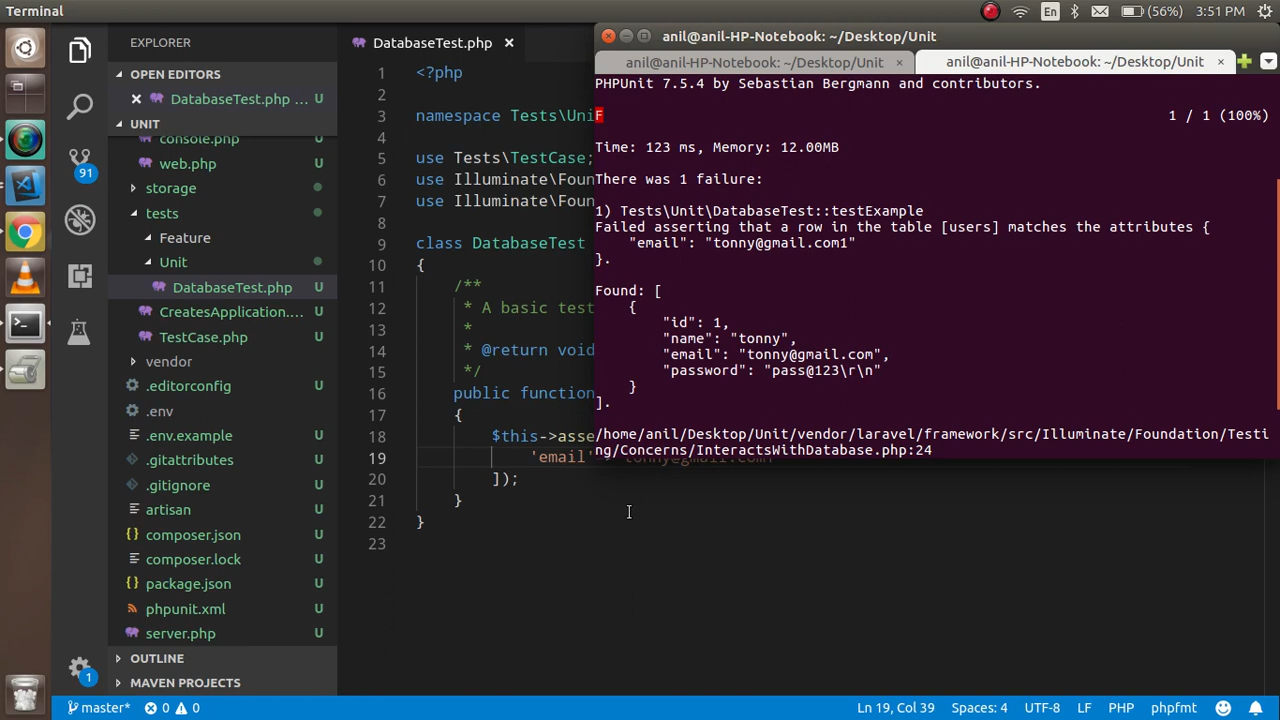 Terminal
En
(56%)
3:51 PM
EXPLORER
OPEN EDITORS
DatabaseTest.php ...
U
UNIT
console.php
U
web.php
U
storage
tests
Feature
Unit
DatabaseTest.php
U
CreatesApplication....
U
TestCase.php
U
vendor
.editorconfig
U
.env
.env.example
U
.gitattributes
U
.gitignore
U
artisan
U
composer.json
U
composer.lock
U
package.json
U
phpunit.xml
U
server.php
U
OUTLINE
MAVEN PROJECTS
91
1
DatabaseTest.php
1 <?php
2
3 namespace Tests\Uni
4
5 use Tests\TestCase;
6 use Illuminate\Foun
7 use Illuminate\Foun
8
9 class DatabaseTest
10 {
11 /**
12 * A basic test
13 *
14 * @return void
15 */
16 public function
17 {
18 $this->asse
19 'email' tonny@gmail.com1
20 ]);
21 }
22 }
23
anil@anil-HP-Notebook: ~/Desktop/Unit
anil@anil-HP-Notebook: ~/Desktop/Unit
anil@anil-HP-Notebook: ~/Desktop/Unit
PHPUnit 7.5.4 by Sebastian Bergmann and contributors.
F 1 / 1 (100%)
Time: 123 ms, Memory: 12.00MB
There was 1 failure:
1) Tests\Unit\DatabaseTest::testExample
Failed asserting that a row in the table [users] matches the attributes {
"email": "tonny@gmail.com1"
}.
Found: [
{
"id": 1,
"name": "tonny",
"email": "tonny@gmail.com",
"password": "pass@123\r\n"
}
].
/home/anil/Desktop/Unit/vendor/laravel/framework/src/Illuminate/Foundation/Testi
ng/Concerns/InteractsWithDatabase.php:24
master*
0
0
Ln 19, Col 39
Spaces: 4
UTF-8
LF
PHP
phpfmt